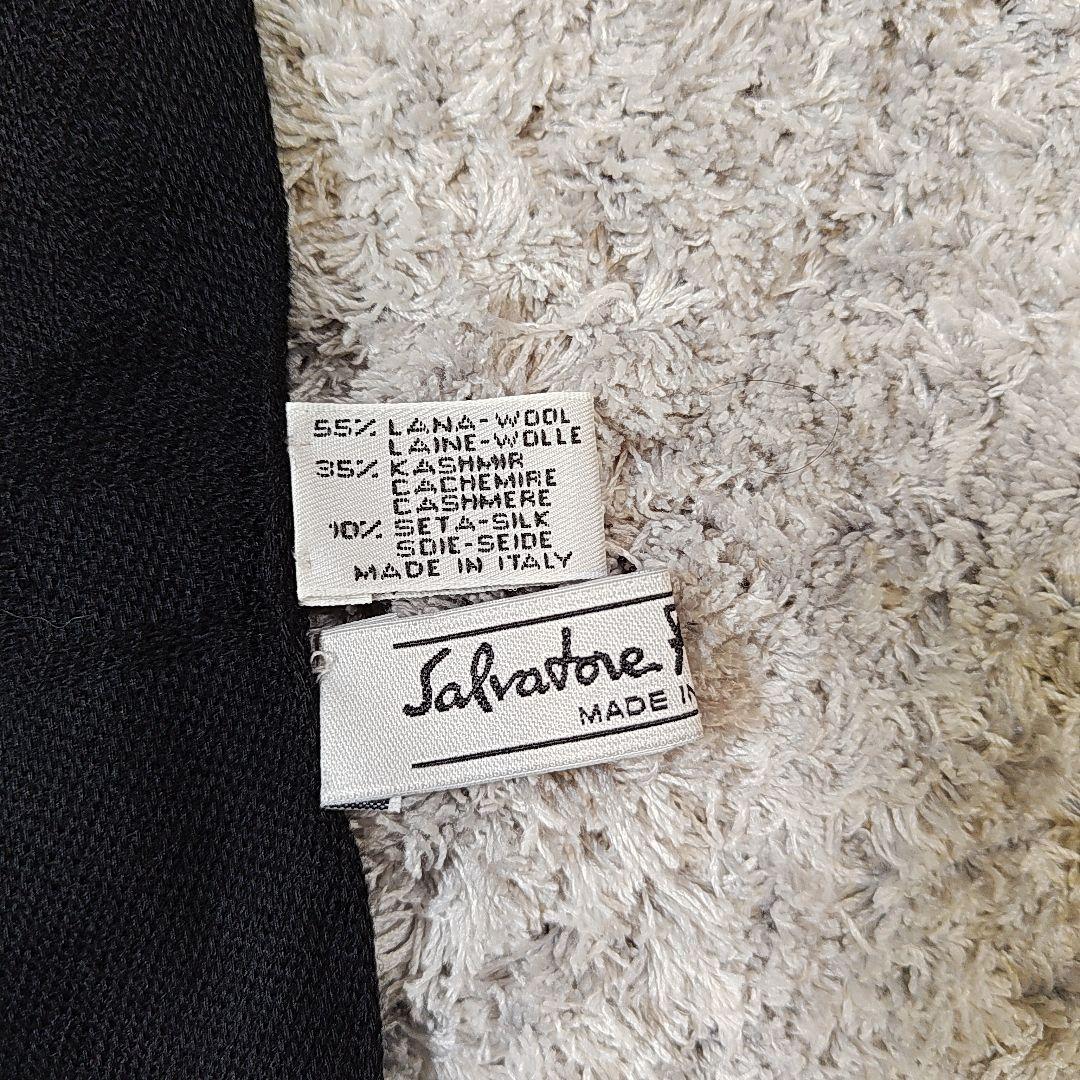 55% LANA-WOOL
LAINE-WOLLE
35% KASHMIR
CACHEMIRE
CASHMERE
10% SETA-SILK
SOIE-SEIDE
MADE IN ITALY
Salvatore
MADE IN